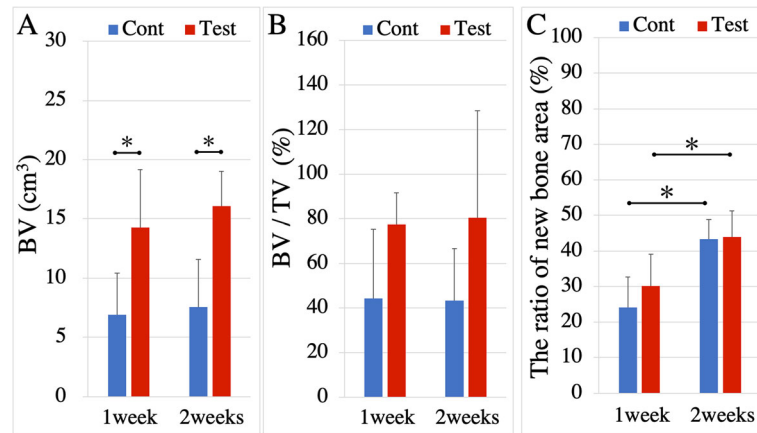 A
Cont Test
BV (cm³)
30
25
20
15
10
5
0
*
*
1week 2weeks
B
Cont Test
BV / TV (%)
160
140
120
100
80
60
40
20
0
1week 2weeks
C
Cont Test
The ratio of new bone area (%)
100
90
80
70
60
50
40
30
20
10
0
*
*
1week 2weeks